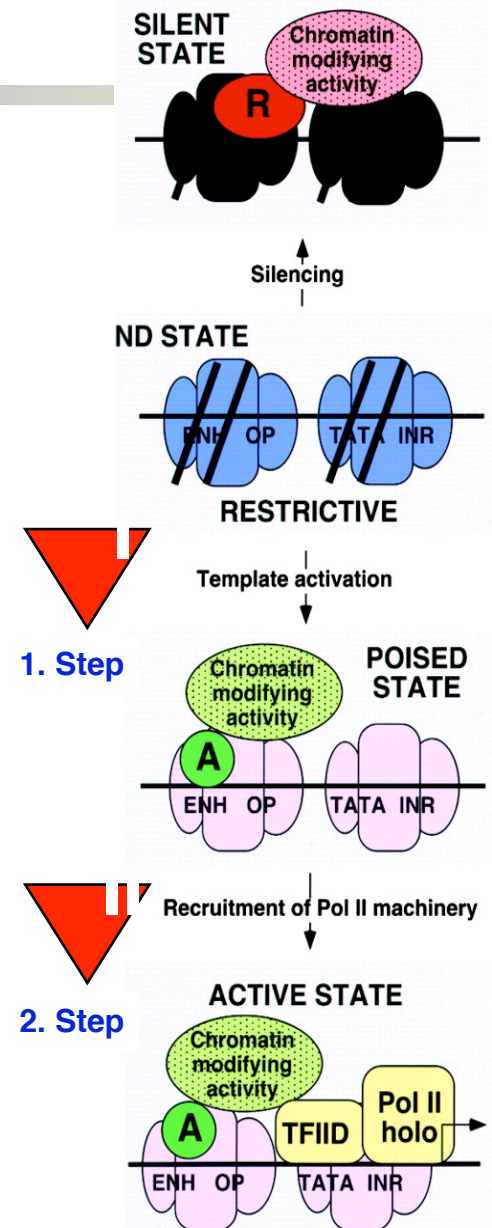 SILENT
STATE
Chromatin
modifying
activity
R
Silencing
ND STATE
ENH OP TATA INR
RESTRICTIVE
Template activation
1. Step
POISED
STATE
Chromatin
modifying
activity
A
ENH OP TATA INR
Recruitment of Pol II machinery
2. Step
ACTIVE STATE
Chromatin
modifying
activity
A
TFIID
Pol II
holo
ENH OP TATA INR